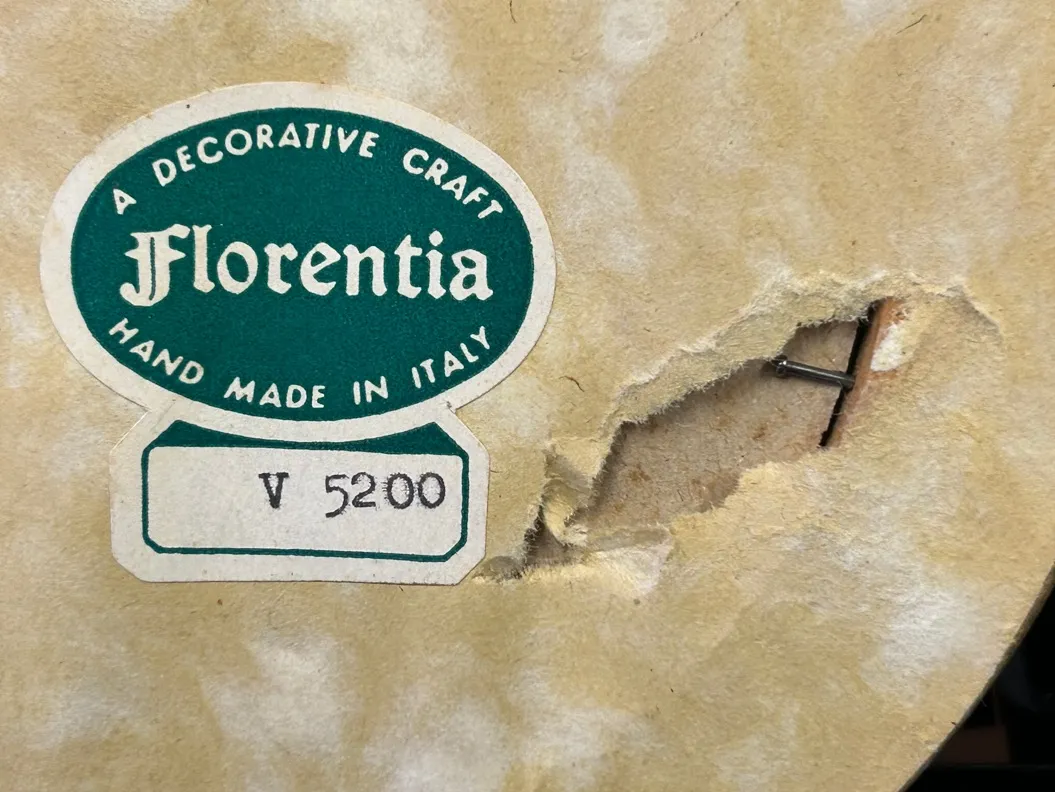 A DECORATIVE CRAFT
Florentia
HAND MADE IN ITALY
V 5200